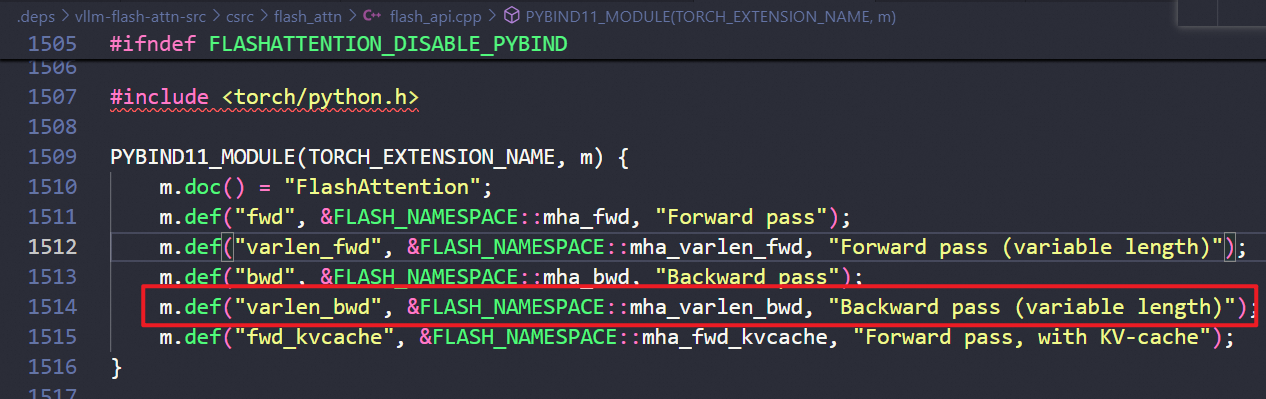 .deps > vllm-flash-attn-src > csrc > flash_attn > C++ flash_api.cpp > PYBIND11_MODULE(TORCH_EXTENSION_NAME, m)
1505 #ifndef FLASHATTENTION_DISABLE_PYBIND
1506
1507 #include <torch/python.h>
1508
1509 PYBIND11_MODULE(TORCH_EXTENSION_NAME, m) {
1510 m.doc() = "FlashAttention";
1511 m.def("fwd", &FLASH_NAMESPACE::mha_fwd, "Forward pass");
1512 m.def("varlen_fwd", &FLASH_NAMESPACE::mha_varlen_fwd, "Forward pass (variable length)");
1513 m.def("bwd", &FLASH_NAMESPACE::mha_bwd, "Backward pass");
1514 m.def("varlen_bwd", &FLASH_NAMESPACE::mha_varlen_bwd, "Backward pass (variable length)");
1515 m.def("fwd_kvcache", &FLASH_NAMESPACE::mha_fwd_kvcache, "Forward pass, with KV-cache");
1516 }
1517